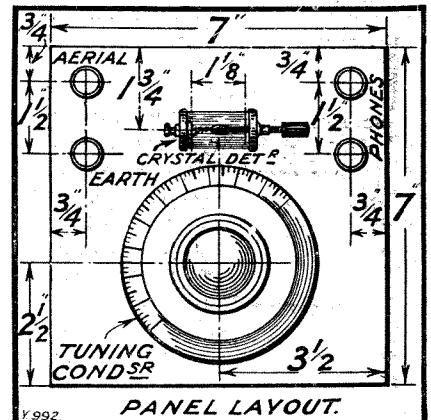 7"
3/4"
AERIAL
1 3/4"
1 1/8"
3/4"
1 1/2"
1 1/2"
PHONES
CRYSTAL DETR
EARTH
3/4"
3/4"
7"
2 1/2"
TUNING
CONDSR
3 1/2
PANEL LAYOUT.
Y992